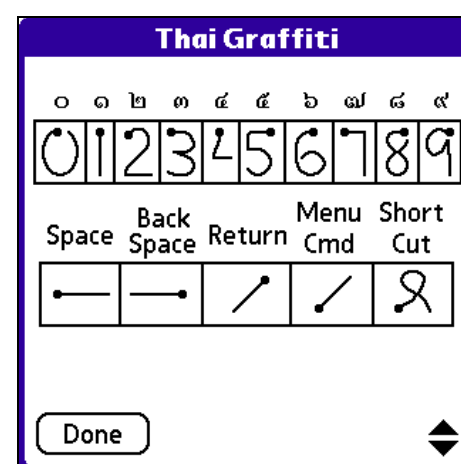 Thai Graffiti
๐ ๑ ๒ ๓ ๔ ๕ ๖ ๗ ๘ ๙
0 1 2 3 4 5 6 7 8 9
Space Back Space Return Menu Cmd Short Cut
Done